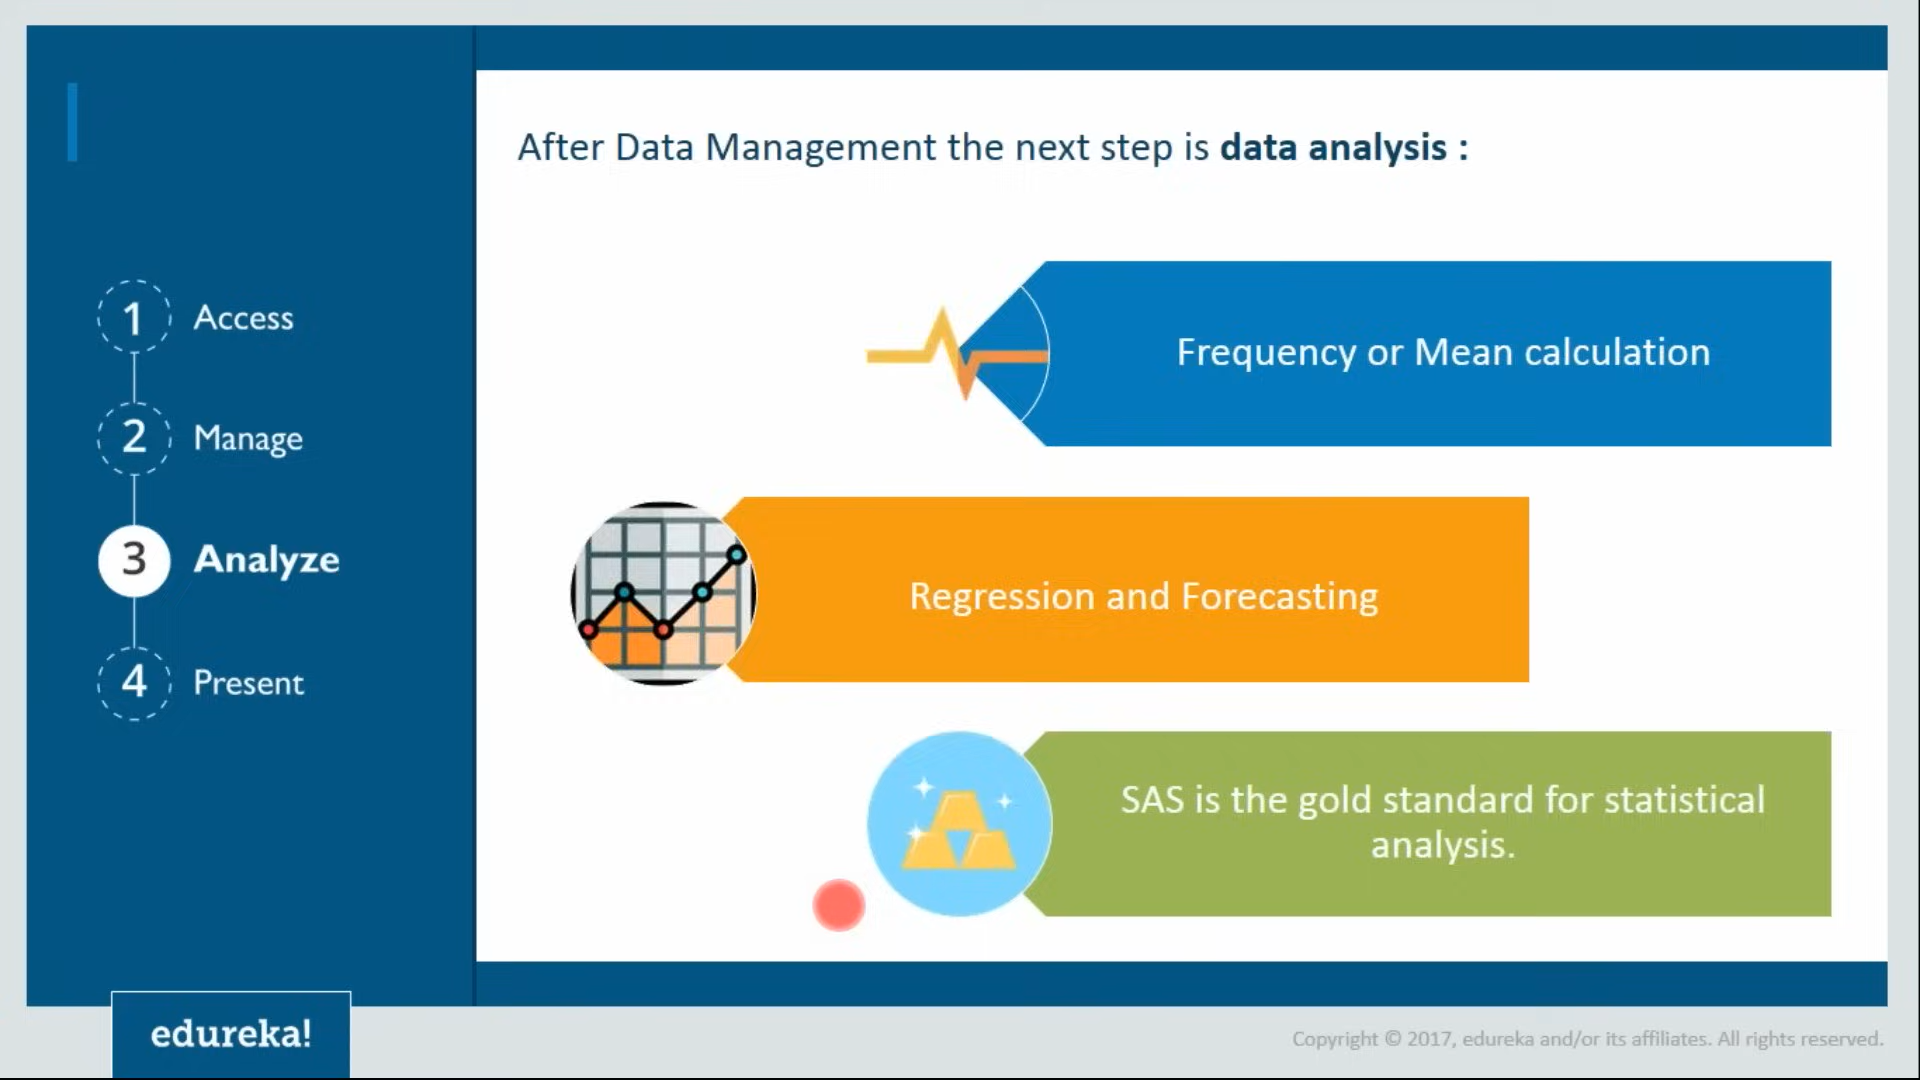 After Data Management the next step is data analysis :
1 Access
2 Manage
3 Analyze
4 Present
Frequency or Mean calculation
Regression and Forecasting
SAS is the gold standard for statistical
analysis.
edureka!
Copyright © 2017, edureka and/or its affiliates. All rights reserved.